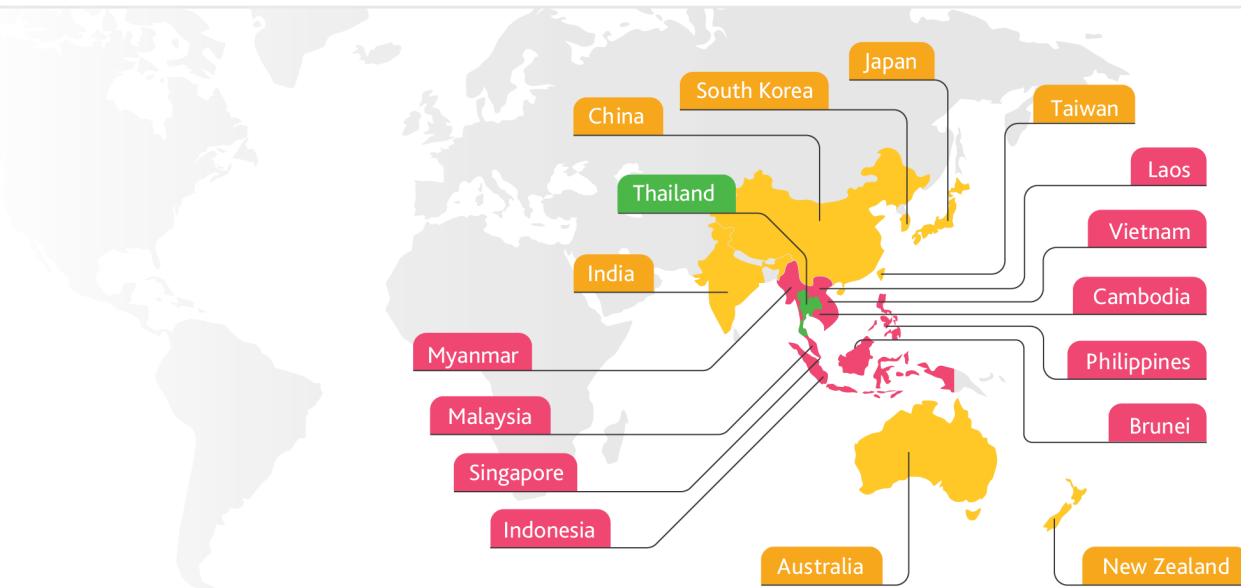 Japan
South Korea
Taiwan
China
Laos
Thailand
Vietnam
India
Cambodia
Myanmar
Philippines
Malaysia
Brunei
Singapore
Indonesia
Australia
New Zealand